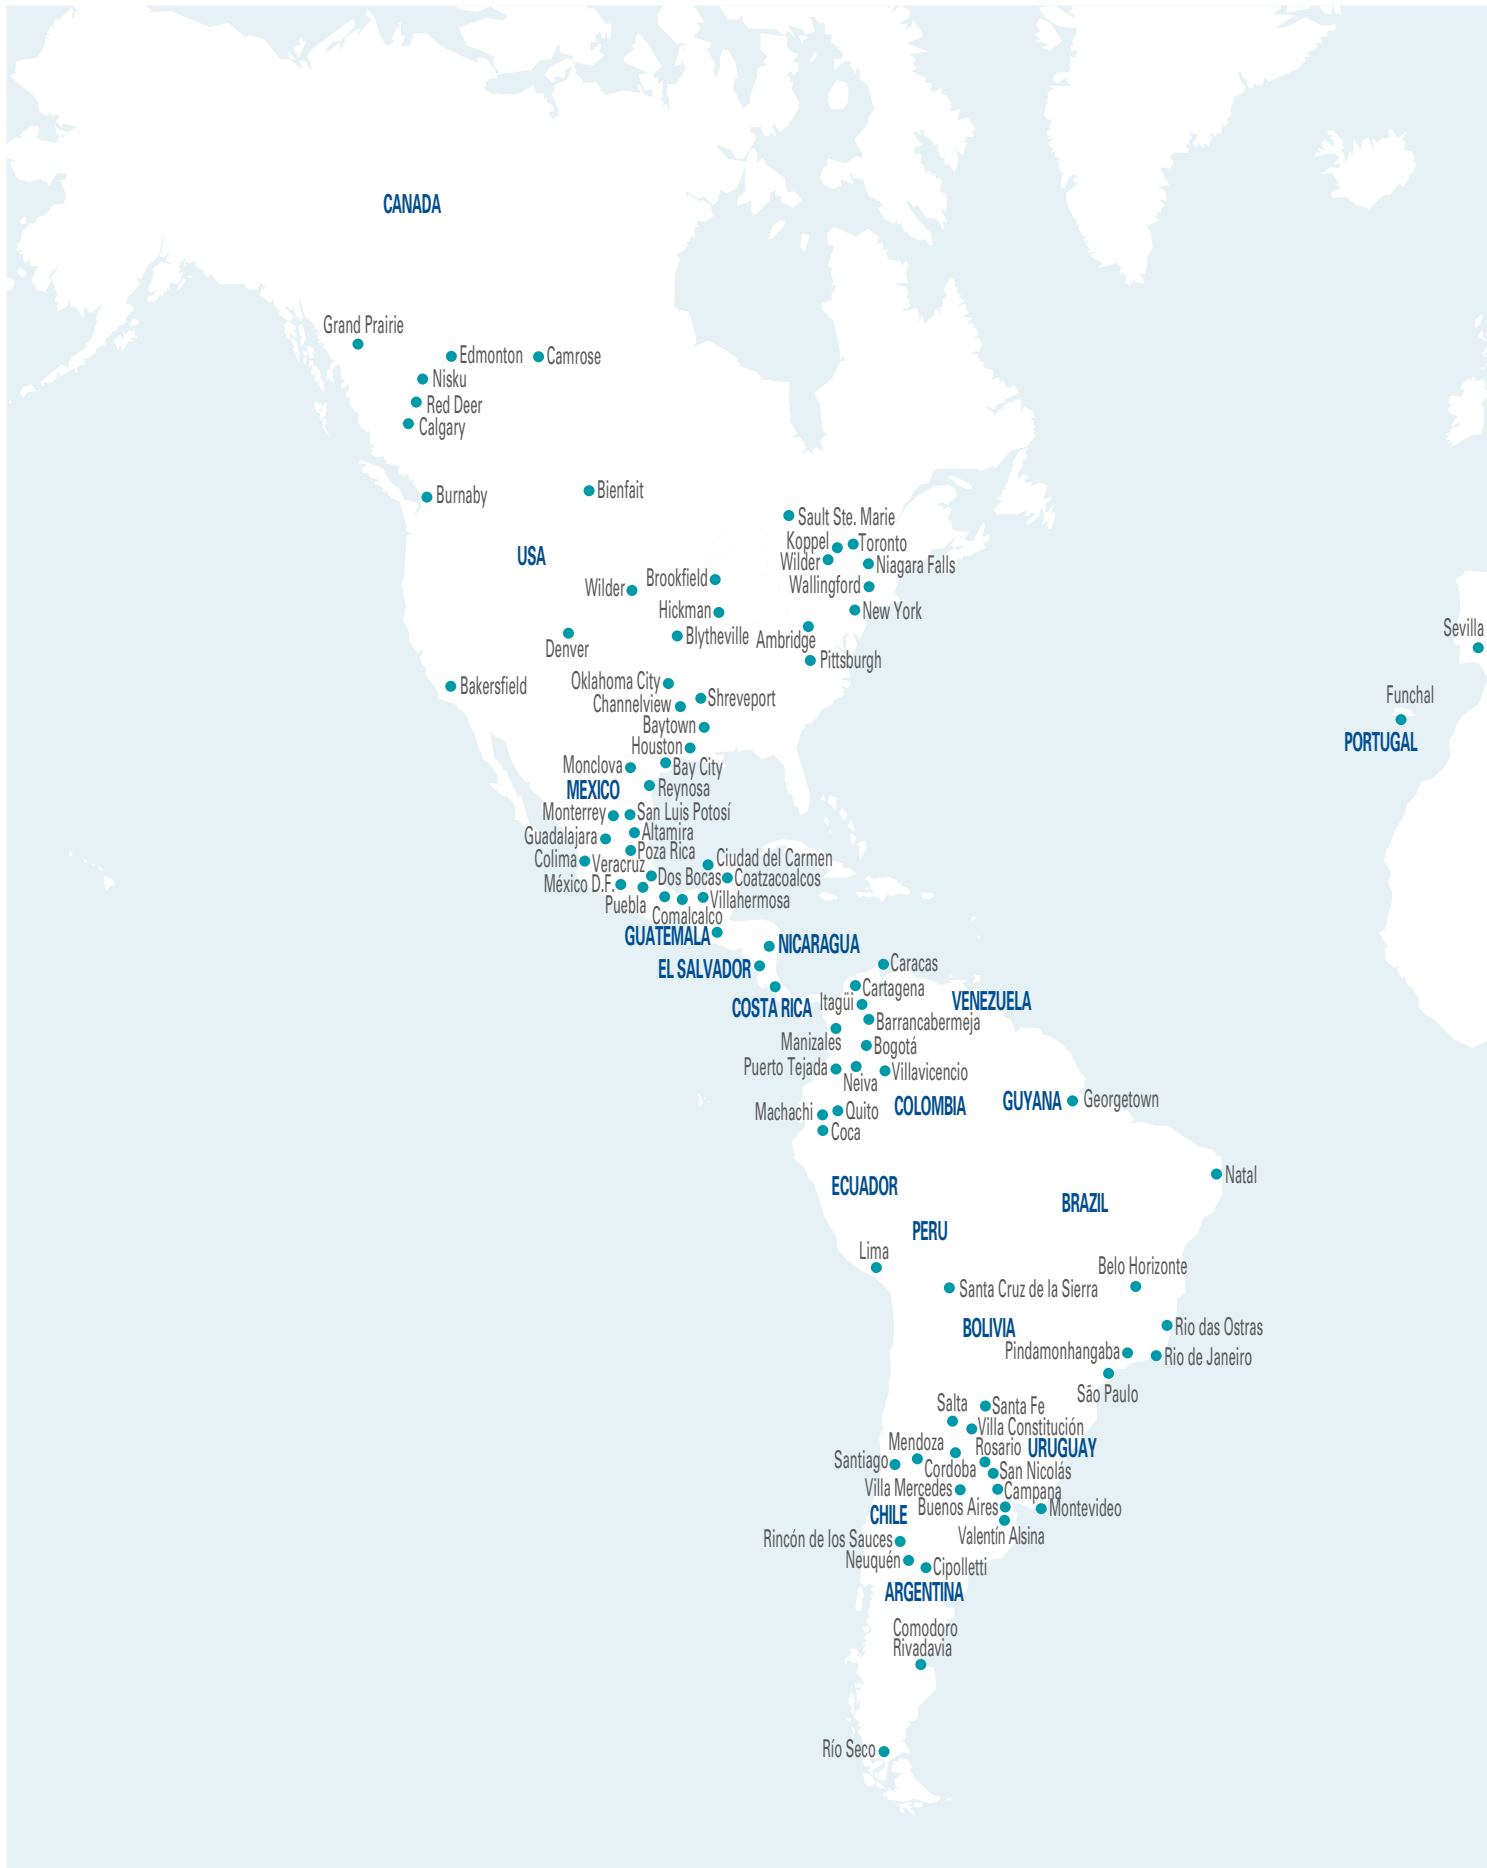 CANADA
Grand Prairie
Edmonton
Camrose
Nisku
Red Deer
Calgary
Burnaby
Bienfait
Sault Ste. Marie
Koppel
Toronto
USA
Wilder
Niagara Falls
Brookfield
Wilder
Wallingford
Hickman
New York
Sevilla
Blytheville
Ambridge
Denver
Pittsburgh
Oklahoma City
Bakersfield
Shreveport
Funchal
Channelview
Baytown
PORTUGAL
Houston
Monclova
Bay City
MEXICO
Reynosa
Monterrey
San Luis Potosí
Guadalajara
Altamira
Poza Rica
Colima
Veracruz
Ciudad del Carmen
Dos Bocas
Coatzacoalcos
México D.F.
Puebla
Villahermosa
Comalcalco
GUATEMALA
NICARAGUA
EL SALVADOR
Caracas
Cartagena
COSTA RICA
Itagüi
VENEZUELA
Barrancabermeja
Manizales
Bogotá
Puerto Tejada
Neiva
Villavicencio
COLOMBIA
GUYANA
Georgetown
Machachi
Quito
Coca
Natal
ECUADOR
BRAZIL
PERU
Lima
Belo Horizonte
Santa Cruz de la Sierra
BOLIVIA
Rio das Ostras
Pindamonhangaba
Rio de Janeiro
São Paulo
Salta
Santa Fe
Villa Constitución
Mendoza
Rosario
URUGUAY
Santiago
Cordoba
San Nicolás
Villa Mercedes
Campana
Buenos Aires
Montevideo
CHILE
Valentín Alsina
Rincón de los Sauces
Neuquén
Cipolletti
ARGENTINA
Comodoro
Rivadavia
Río Seco